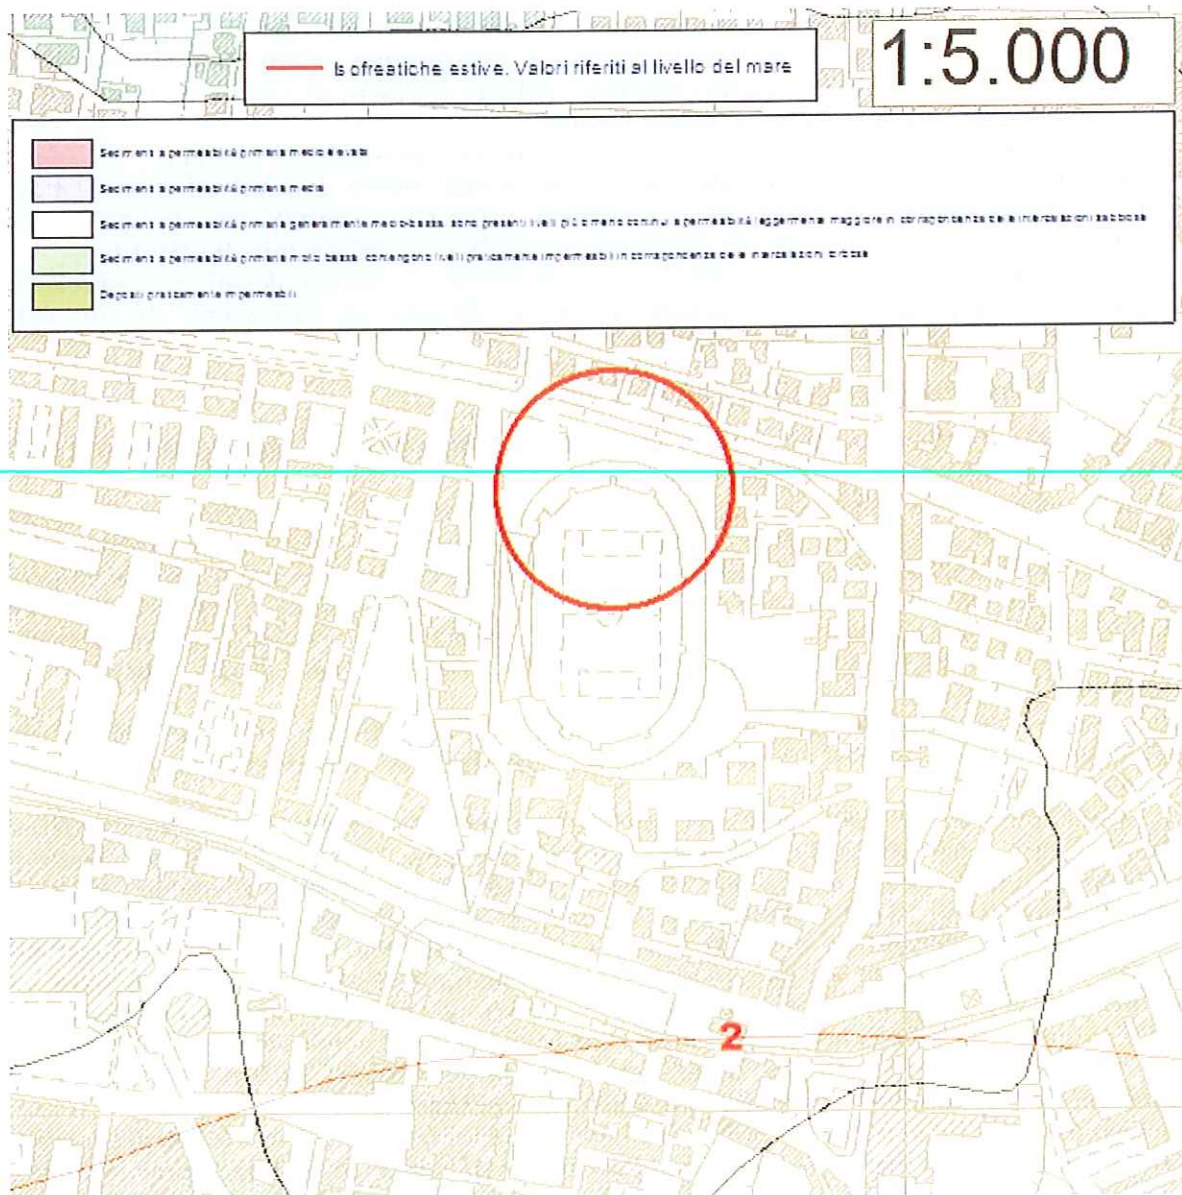 Isofreatiche estive. Valori riferiti al livello del mare
1:5.000
Sedimenti a permeabilità primaria medio elevata
Sedimenti a permeabilità primaria media
Sedimenti a permeabilità primaria generalmente medio-bassa: sono presenti livelli più o meno continui a permeabilità leggermente maggiore in corrispondenza delle intercalazioni sabbiose
Sedimenti a permeabilità primaria molto bassa: contengono livelli praticamente impermeabili in corrispondenza delle intercalazioni torbose
Depositi praticamente impermeabili
2